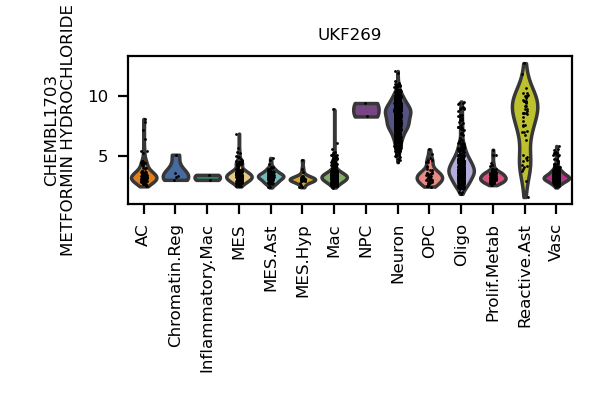 UKF269
CHEMBL1703
METFORMIN HYDROCHLORIDE
10
5
AC
Chromatin.Reg
Inflammatory.Mac
MES
MES.Ast
MES.Hyp
Mac
NPC
Neuron
OPC
Oligo
Prolif.Metab
Reactive.Ast
Vasc